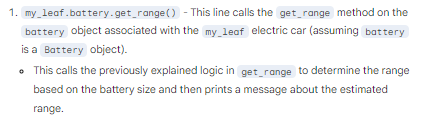 1. my_leaf.battery.get_range() - This line calls the get_range method on the
battery object associated with the my_leaf electric car (assuming battery
is a Battery object).
• This calls the previously explained logic in get_range to determine the range
based on the battery size and then prints a message about the estimated
range.